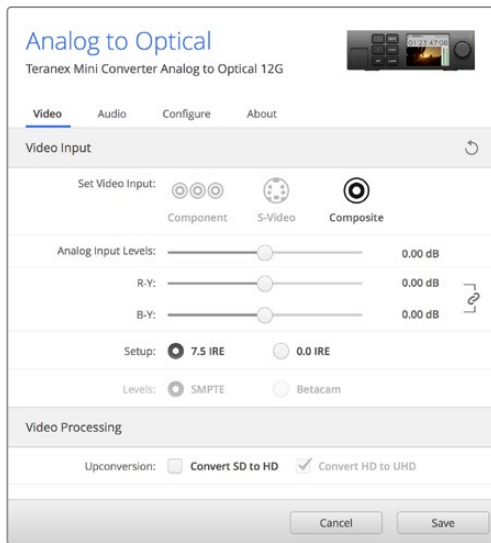 Analog to Optical
Teranex Mini Converter Analog to Optical 12G
01:23:47:08
Video Audio Configure About
Video Input
Set Video Input:
Component S-Video Composite
Analog Input Levels: 0.00 dB
R-Y: 0.00 dB
B-Y: 0.00 dB
Setup: 7.5 IRE 0.0 IRE
Levels: SMPTE Betacam
Video Processing
Upconversion: Convert SD to HD Convert HD to UHD
Cancel Save